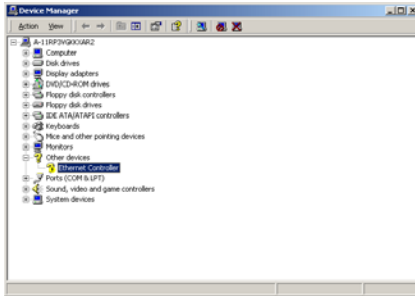 Device Manager
Action View
A-11RP3VGKXXAR2
Computer
Disk drives
Display adapters
DVD/CD-ROM drives
Floppy disk controllers
Floppy disk drives
IDE ATA/ATAPI controllers
Keyboards
Mice and other pointing devices
Monitors
Other devices
Ethernet Controller
Ports (COM & LPT)
Sound, video and game controllers
System devices